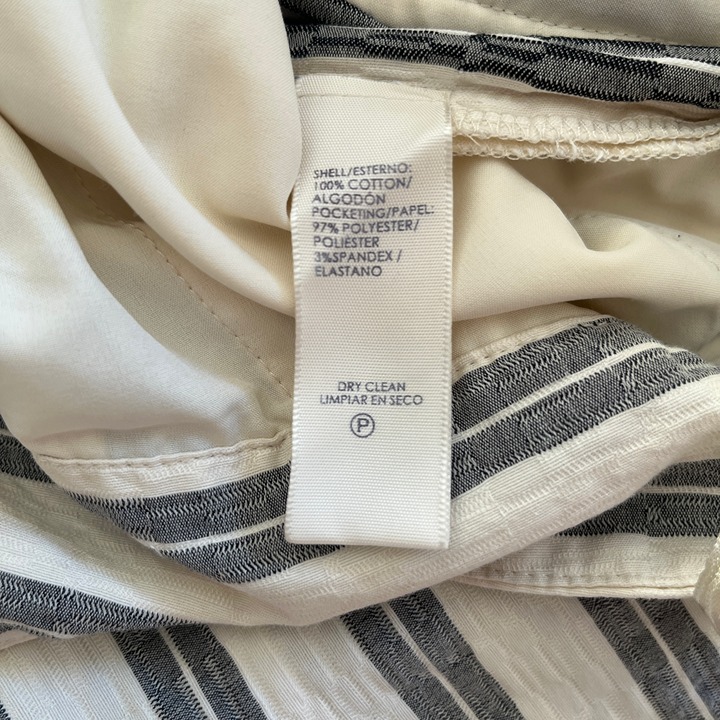 SHELL/ESTERNO:
100% COTTON/
ALGODÓN
POCKETING/PAPEL:
97% POLYESTER/
POLIÉSTER
3%SPANDEX /
ELASTANO
DRY CLEAN
LIMPIAR EN SECO
P